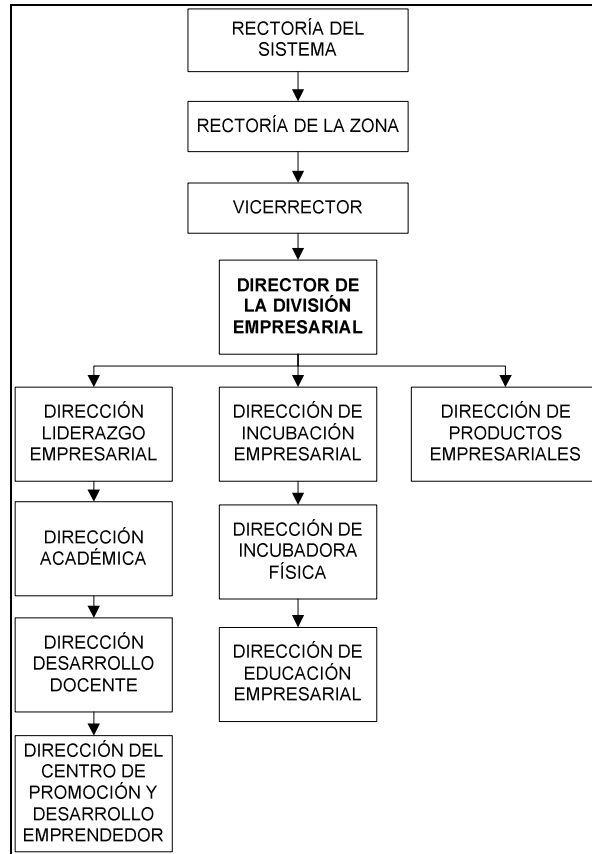 RECTORÍA DEL
SISTEMA
RECTORÍA DE LA ZONA
VICERRECTOR
DIRECTOR DE
LA DIVISIÓN
EMPRESARIAL
DIRECCIÓN
LIDERAZGO
EMPRESARIAL
DIRECCIÓN DE
INCUBACIÓN
EMPRESARIAL
DIRECCIÓN DE
PRODUCTOS
EMPRESARIALES
DIRECCIÓN
ACADÉMICA
DIRECCIÓN DE
INCUBADORA
FÍSICA
DIRECCIÓN
DESARROLLO
DOCENTE
DIRECCIÓN DE
EDUCACIÓN
EMPRESARIAL
DIRECCIÓN DEL
CENTRO DE
PROMOCIÓN Y
DESARROLLO
EMPRENDEDOR